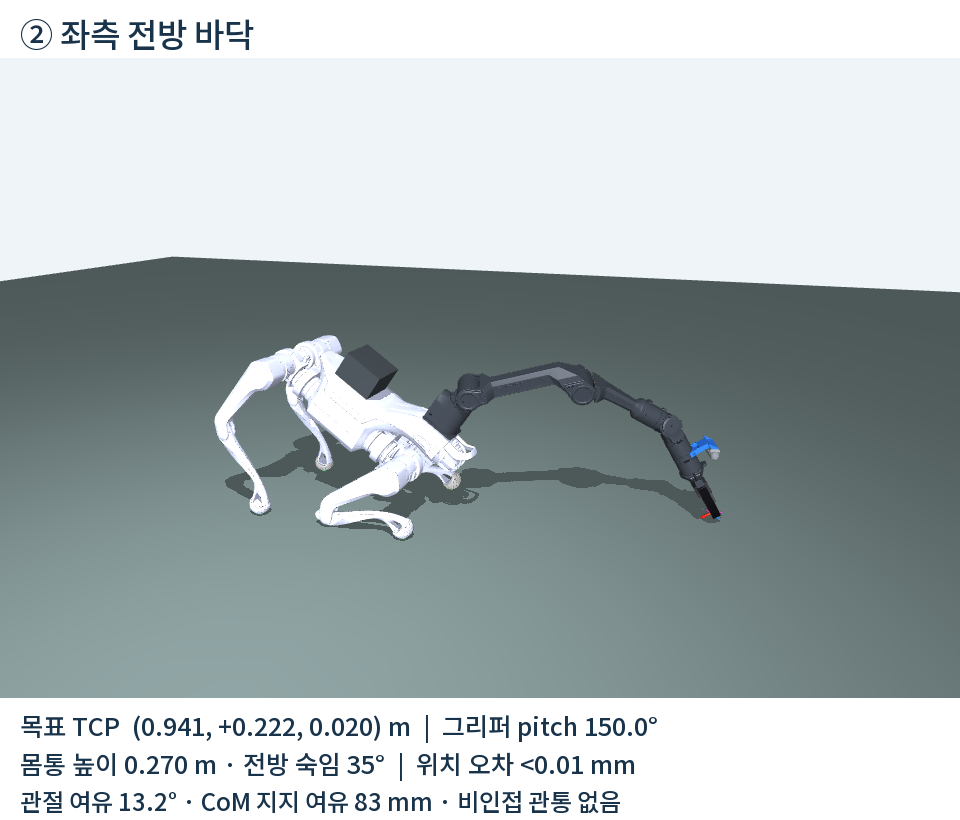 ② 좌측 전방 바닥
목표 TCP (0.941, +0.222, 0.020) m | 그리퍼 pitch 150.0°
몸통 높이 0.270 m · 전방 숙임 35° | 위치 오차 <0.01 mm
관절 여유 13.2° · CoM 지지 여유 83 mm · 비인접 관통 없음